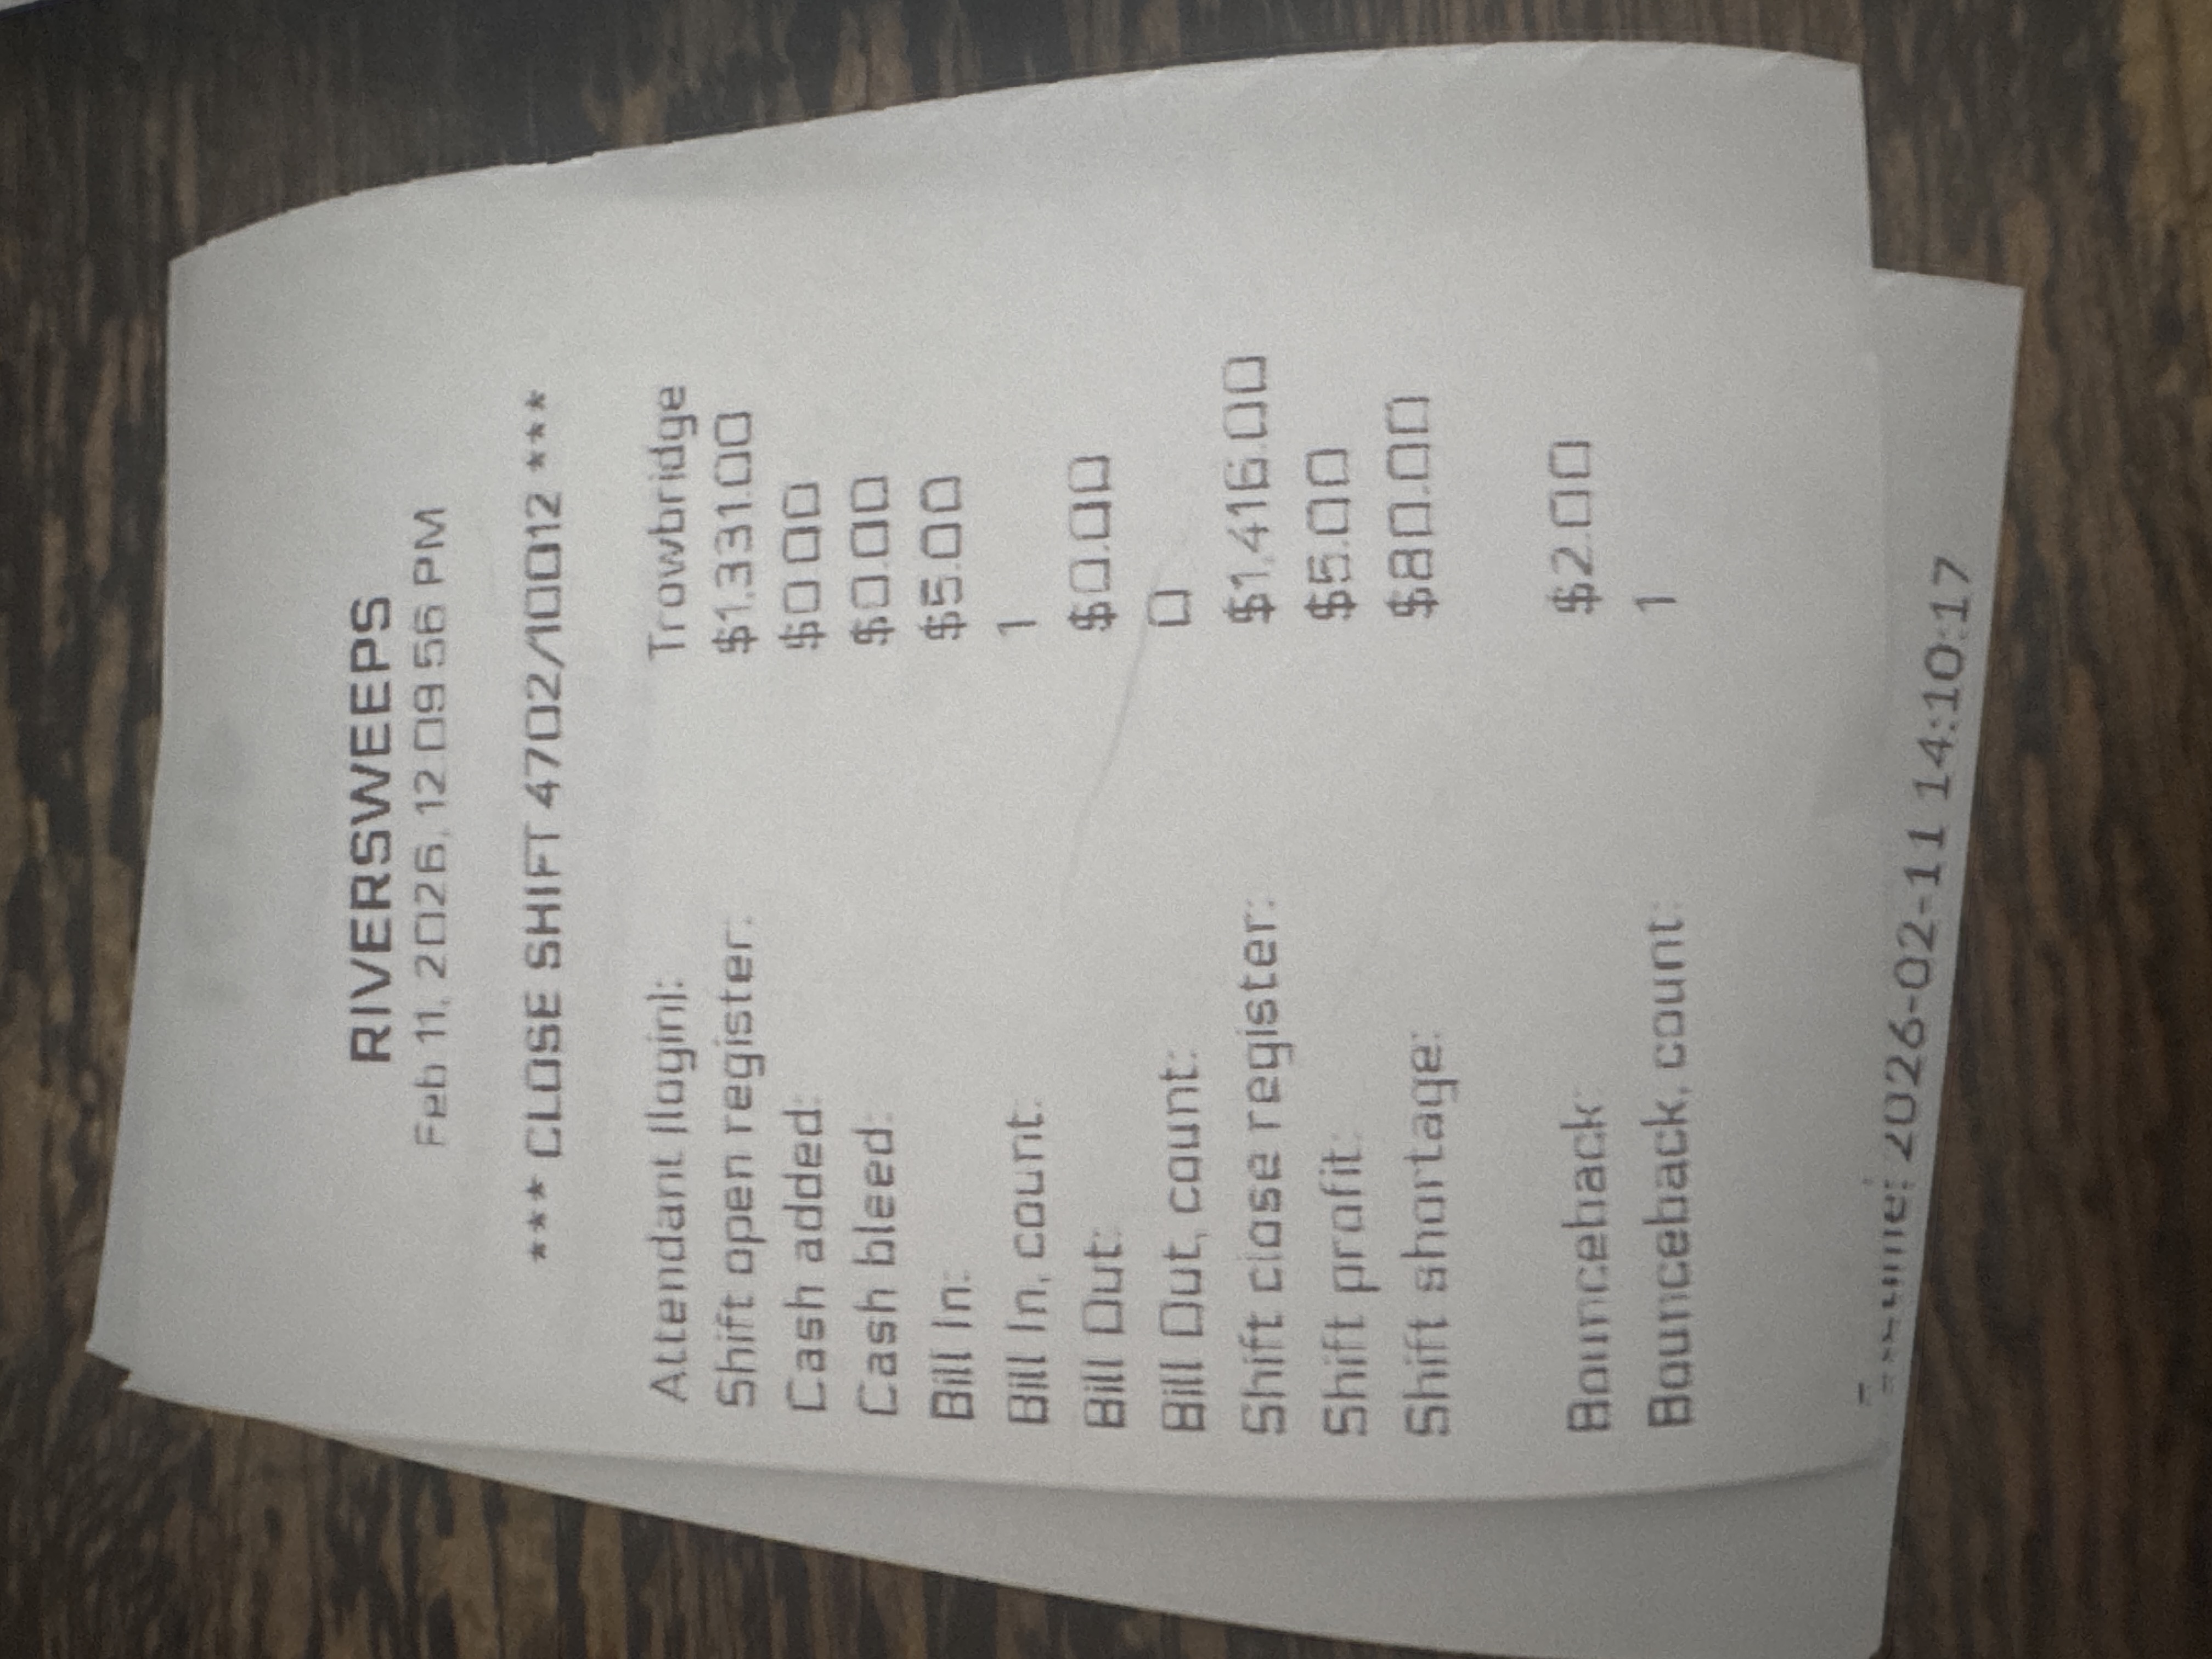 RIVERSWEEPS
Feb 11, 2026, 12:09:56 PM
*** CLOSE SHIFT 4702/10012 ***
Attendant (login): Trowbridge
Shift open register: $1,331.00
Cash added: $0.00
Cash bleed: $0.00
Bill In: $5.00
Bill In, count: 1
Bill Out: $0.00
Bill Out, count: 0
Shift close register: $1,416.00
Shift profit: $5.00
Shift shortage: $80.00
Bounceback: $2.00
Bounceback, count: 1
2026-02-11 14:10:17